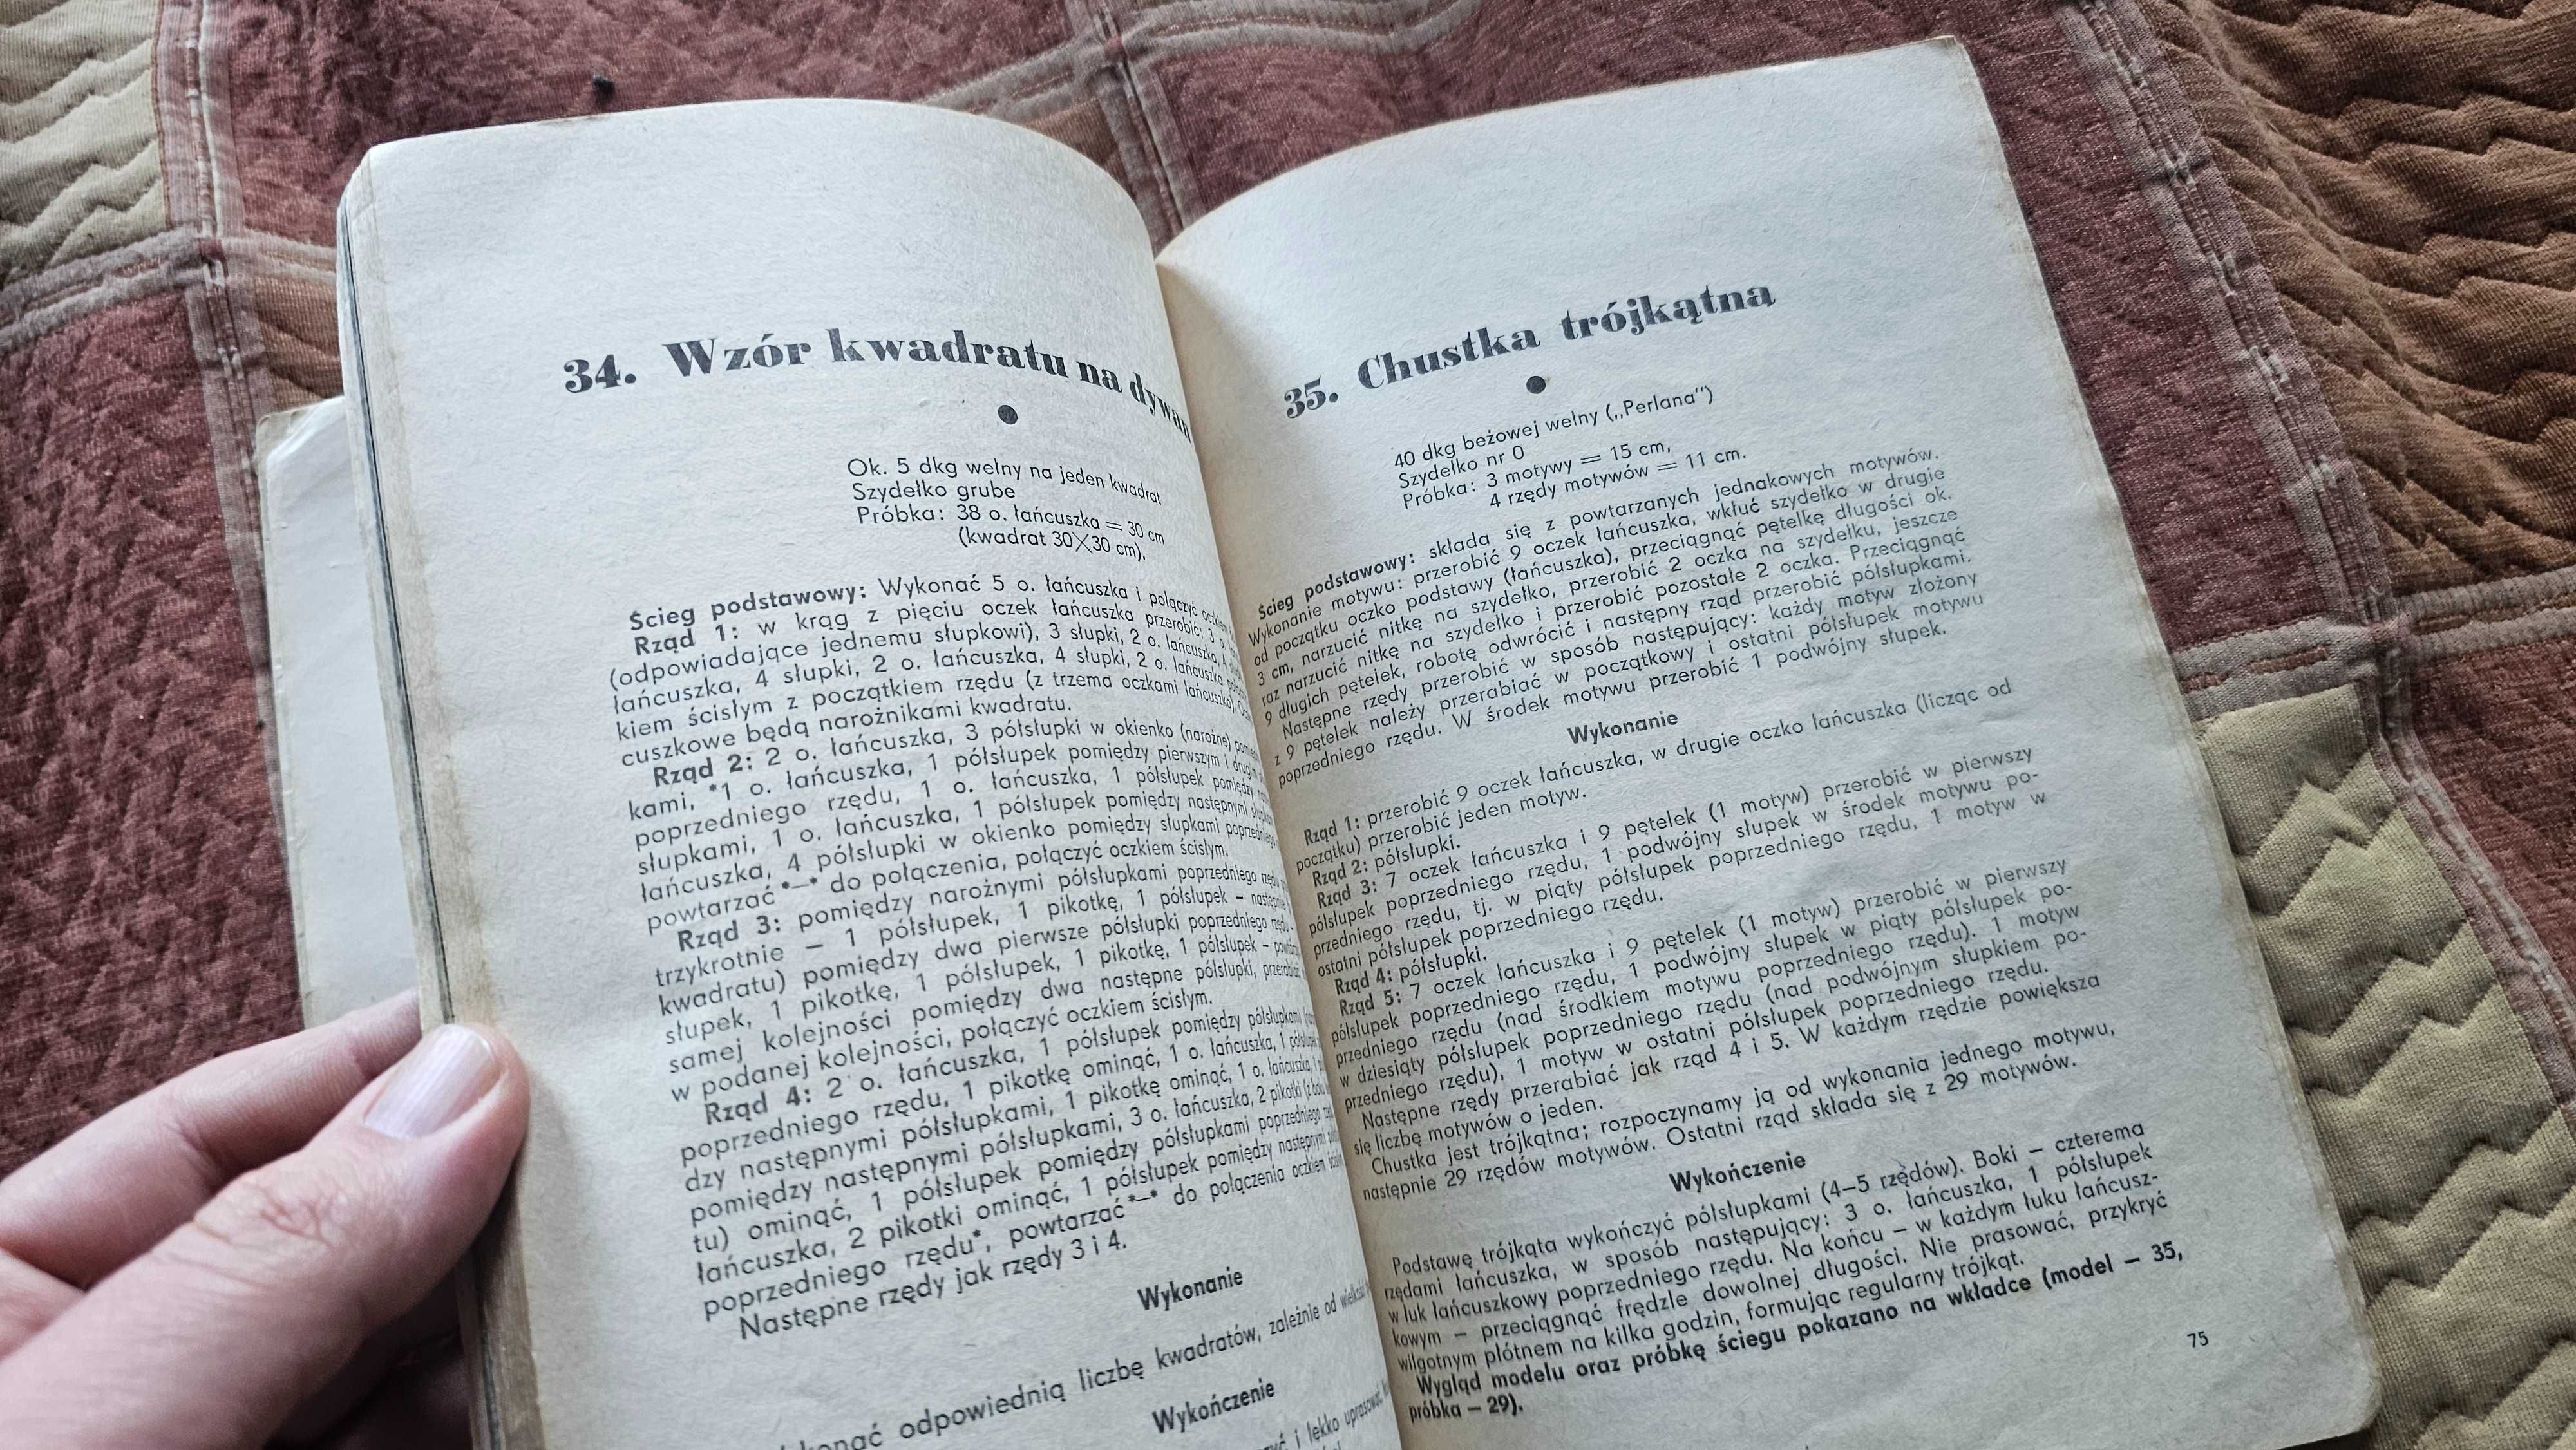 34. Wzór kwadratu na dywan
Ok. 5 dkg wełny na jeden kwadrat
Szydełko grube
Próbka: 38 o. łańcuszka = 30 cm
(kwadrat 30×30 cm).
Ścieg podstawowy: Wykonać 5 o. łańcuszka i połączyć oczkiem
Rząd 1: w krąg z pięciu oczek łańcuszka przerobić: 3 o.
(odpowiadające jednemu słupkowi), 3 słupki, 2 o. łańcuszka, 4 słupki,
łańcuszka, 4 słupki, 2 o. łańcuszka, 4 słupki, 2 o. łańcuszka
kiem ścisłym z początkiem rzędu (z trzema oczkami łańcuszka).
cuszkowe będą narożnikami kwadratu.
Rząd 2: 2 o. łańcuszka, 3 półsłupki w okienko (narożne)
kami, *1 o. łańcuszka, 1 półsłupek pomiędzy pierwszym i drugim
poprzedniego rzędu, 1 o. łańcuszka, 1 półsłupek pomiędzy
słupkami, 1 o. łańcuszka, 1 półsłupek pomiędzy następnymi
łańcuszka, 4 półsłupki w okienko pomiędzy słupkami
powtarzać *–* do połączenia, połączyć oczkiem ścisłym.
Rząd 3: pomiędzy narożnymi półsłupkami poprzedniego rzędu
trzykrotnie – 1 półsłupek, 1 pikotkę, 1 półsłupek – następnie
kwadratu) pomiędzy dwa pierwsze półsłupki poprzedniego rzędu –
słupek, 1 pikotkę, 1 półsłupek, 1 pikotkę, 1 półsłupek –
samej kolejności pomiędzy dwa następne półsłupki,
w podanej kolejności, połączyć oczkiem ścisłym.
Rząd 4: 2 o. łańcuszka, 1 półsłupek pomiędzy półsłupkami
poprzedniego rzędu, 1 pikotkę ominąć, 1 o. łańcuszka, 1
dzy następnymi półsłupkami, 1 pikotkę ominąć, 1 o. łańcuszka,
pomiędzy następnymi półsłupkami, 3 o. łańcuszka, 2 pikotki (z
tu) ominąć, 1 półsłupek pomiędzy półsłupkami poprzedniego
łańcuszka, 2 pikotki ominąć, 1 półsłupek pomiędzy następnymi
poprzedniego rzędu*, powtarzać *–* do połączenia oczkiem
Następne rzędy jak rzędy 3 i 4.
Wykonanie
odpowiednią liczbę kwadratów, zależnie od wielkości
Wykończenie
i lekko uprasować
35. Chustka trójkątna
40 dkg beżowej wełny („Perlana”)
Szydełko nr 0
Próbka: 3 motywy = 15 cm,
4 rzędy motywów = 11 cm.
Ścieg podstawowy: składa się z powtarzanych jednakowych motywów.
Wykonanie motywu: przerobić 9 oczek łańcuszka, wkłuć szydełko w drugie
od początku oczko podstawy (łańcuszka), przeciągnąć pętelkę długości ok.
3 cm, narzucić nitkę na szydełko, przerobić 2 oczka na szydełku, jeszcze
raz narzucić nitkę na szydełko i przerobić pozostałe 2 oczka. Przeciągnąć
9 długich pętelek, robotę odwrócić i następny rząd przerobić półsłupkami.
Następne rzędy przerobić w sposób następujący: każdy motyw złożony
z 9 pętelek należy przerabiać w początkowy i ostatni półsłupek motywu
poprzedniego rzędu. W środek motywu przerobić 1 podwójny słupek.
Wykonanie
Rząd 1: przerobić 9 oczek łańcuszka, w drugie oczko łańcuszka (licząc od
początku) przerobić jeden motyw.
Rząd 2: półsłupki.
Rząd 3: 7 oczek łańcuszka i 9 pętelek (1 motyw) przerobić w pierwszy
półsłupek poprzedniego rzędu, 1 podwójny słupek w środek motywu po-
przedniego rzędu, tj. w piąty półsłupek poprzedniego rzędu, 1 motyw w
ostatni półsłupek poprzedniego rzędu.
Rząd 4: półsłupki.
Rząd 5: 7 oczek łańcuszka i 9 pętelek (1 motyw) przerobić w pierwszy
półsłupek poprzedniego rzędu, 1 podwójny słupek w piąty półsłupek po-
przedniego rzędu (nad środkiem motywu poprzedniego rzędu). 1 motyw
w dziesiąty półsłupek poprzedniego rzędu (nad podwójnym słupkiem po-
przedniego rzędu), 1 motyw w ostatni półsłupek poprzedniego rzędu.
Następne rzędy przerabiać jak rząd 4 i 5. W każdym rzędzie powiększa
się liczbę motywów o jeden.
Chustka jest trójkątna; rozpoczynamy ją od wykonania jednego motywu,
następnie 29 rzędów motywów. Ostatni rząd składa się z 29 motywów.
Wykończenie
Podstawę trójkąta wykończyć półsłupkami (4–5 rzędów). Boki – czterema
rzędami łańcuszka, w sposób następujący: 3 o. łańcuszka, 1 półsłupek
w łuk łańcuszkowy poprzedniego rzędu. Na końcu – w każdym łuku łańcusz-
kowym – przeciągnąć frędzle dowolnej długości. Nie prasować, przykryć
wilgotnym płótnem na kilka godzin, formując regularny trójkąt.
Wygląd modelu oraz próbkę ściegu pokazano na wkładce (model – 35,
próbka – 29).
75